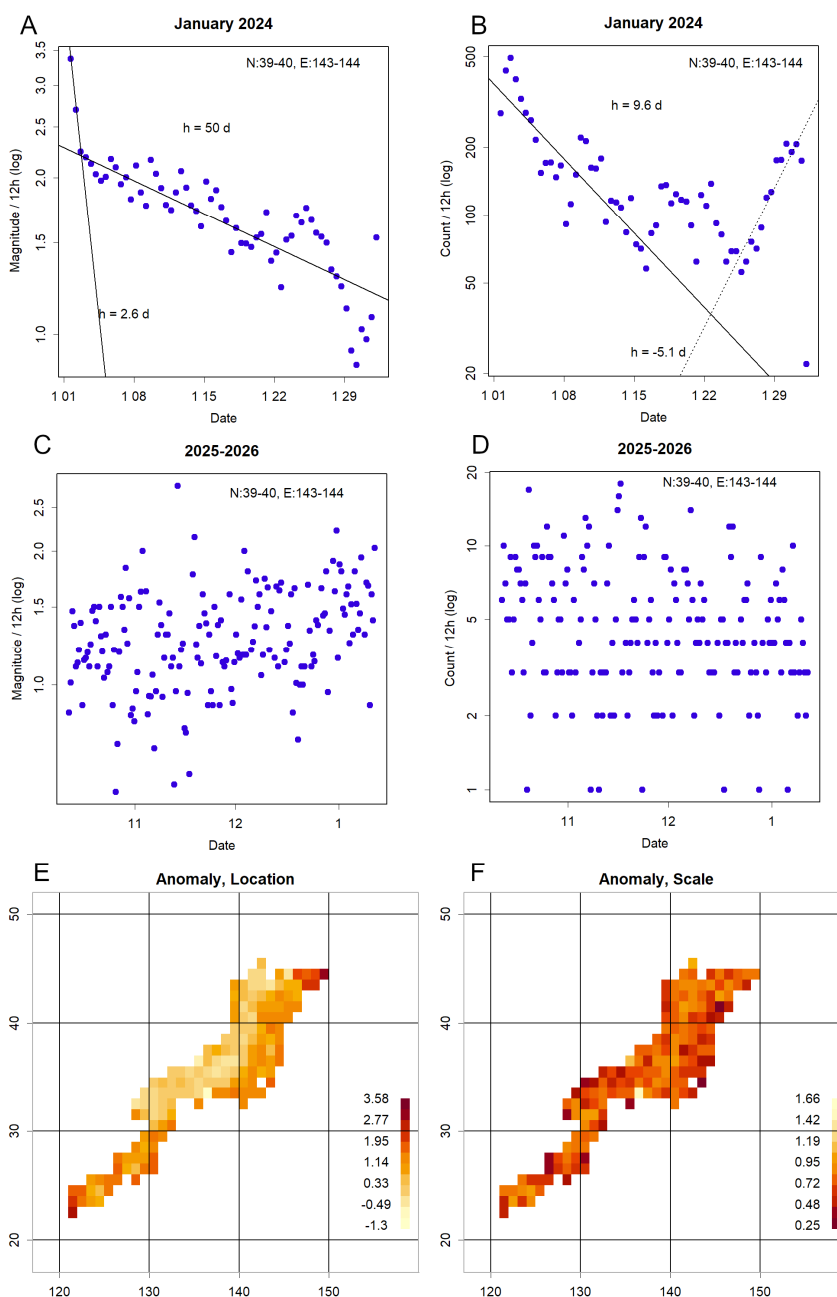 A
January 2024
N:39-40, E:143-144
h = 50 d
h = 2.6 d
Magnitude / 12h (log)
3.5
3.0
2.5
2.0
1.5
1.0
1 01
1 08
1 15
1 22
1 29
Date
B
January 2024
N:39-40, E:143-144
h = 9.6 d
h = -5.1 d
Count / 12h (log)
500
200
100
50
20
1 01
1 08
1 15
1 22
1 29
Date
C
2025-2026
N:39-40, E:143-144
Magnituce / 12h (log)
2.5
2.0
1.5
1.0
11
12
1
Date
D
2025-2026
N:39-40, E:143-144
Count / 12h (log)
20
10
5
2
1
11
12
1
Date
E
Anomaly, Location
50
40
30
20
3.58
2.77
1.95
1.14
0.33
-0.49
-1.3
120
130
140
150
F
Anomaly, Scale
50
40
30
20
1.66
1.42
1.19
0.95
0.72
0.48
0.25
120
130
140
150